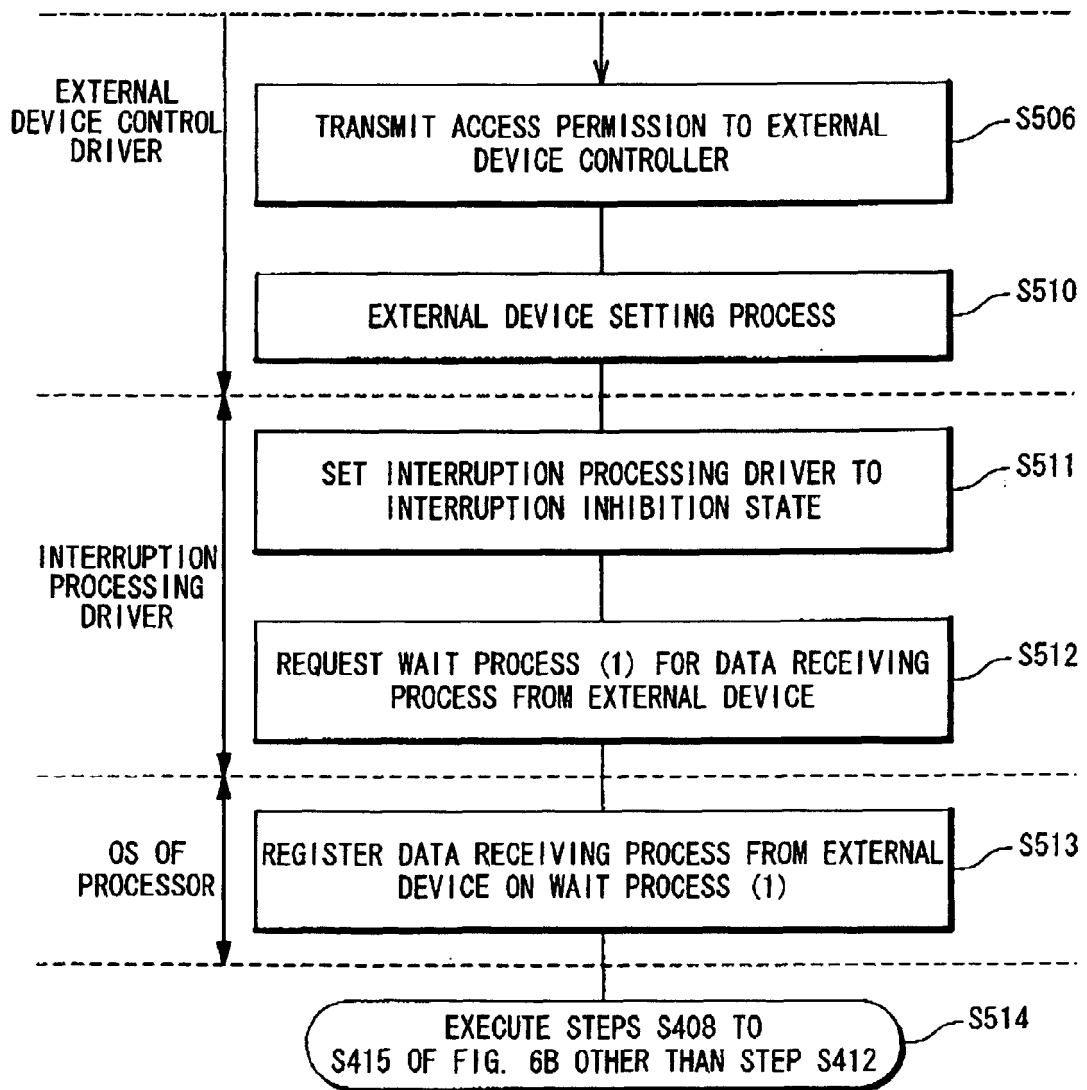 EXTERNAL
DEVICE CONTROL
DRIVER
TRANSMIT ACCESS PERMISSION TO EXTERNAL
DEVICE CONTROLLER
S506
EXTERNAL DEVICE SETTING PROCESS
S510
INTERRUPTION
PROCESSING
DRIVER
SET INTERRUPTION PROCESSING DRIVER TO
INTERRUPTION INHIBITION STATE
S511
REQUEST WAIT PROCESS (1) FOR DATA RECEIVING
PROCESS FROM EXTERNAL DEVICE
S512
OS OF
PROCESSOR
REGISTER DATA RECEIVING PROCESS FROM EXTERNAL
DEVICE ON WAIT PROCESS (1)
S513
EXECUTE STEPS S408 TO
S415 OF FIG. 6B OTHER THAN STEP S412
S514